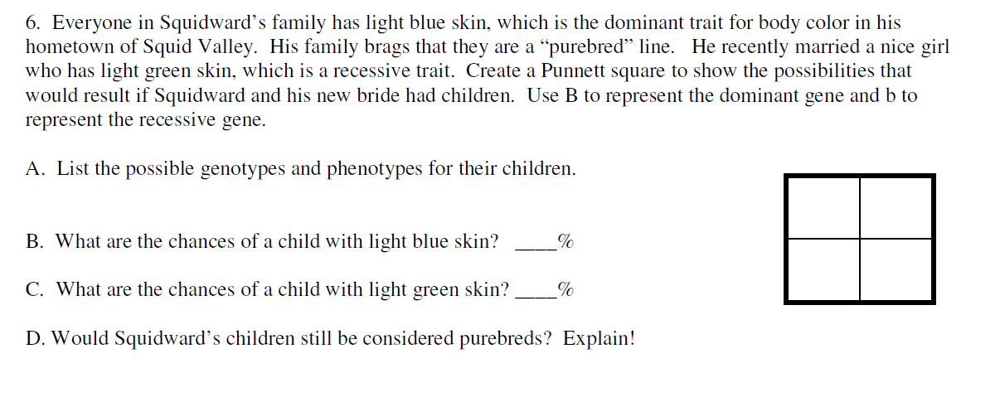 6.  Everyone in Squidward’s family has light blue skin, which is the dominant trait for body color in his
hometown of Squid Valley.  His family brags that they are a “purebred” line.   He recently married a nice girl
who has light green skin, which is a recessive trait.  Create a Punnett square to show the possibilities that
would result if Squidward and his new bride had children.  Use B to represent the dominant gene and b to
represent the recessive gene.
A.  List the possible genotypes and phenotypes for their children.
B.  What are the chances of a child with light blue skin?   ____%
C.  What are the chances of a child with light green skin? ____%
D. Would Squidward’s children still be considered purebreds?  Explain!